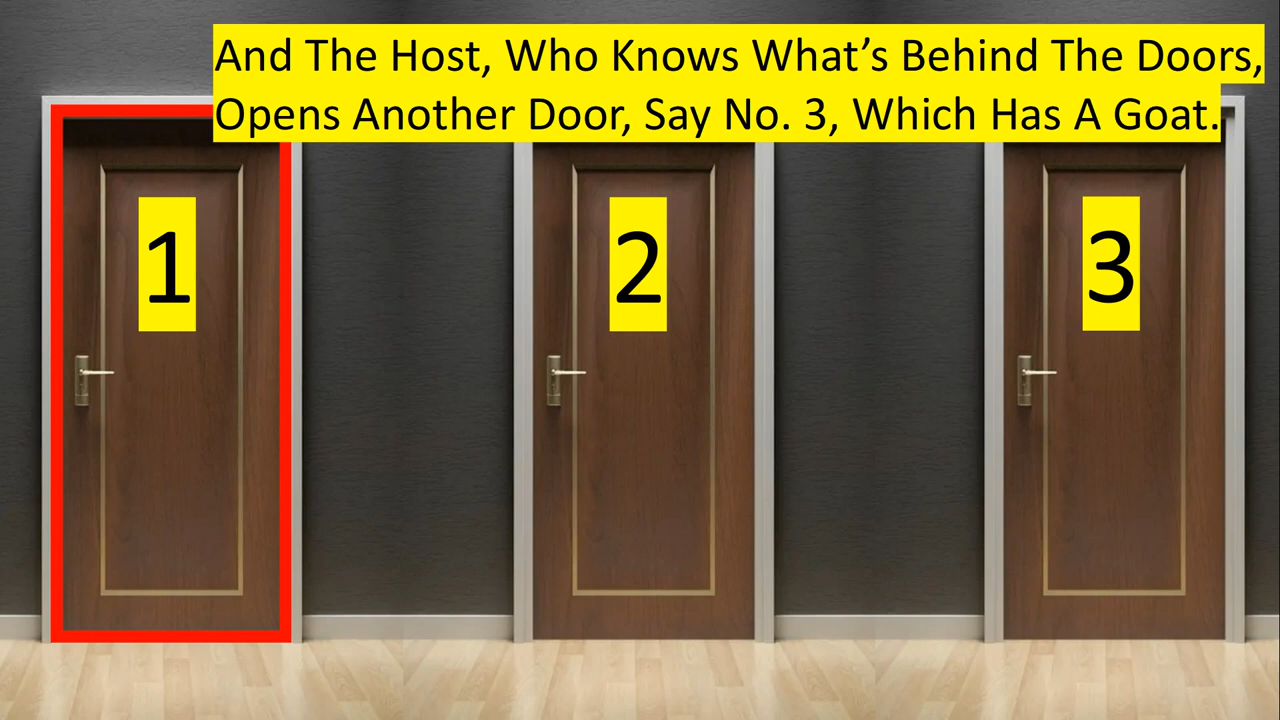 And The Host, Who Knows What’s Behind The Doors,
Opens Another Door, Say No. 3, Which Has A Goat.
1
2
3